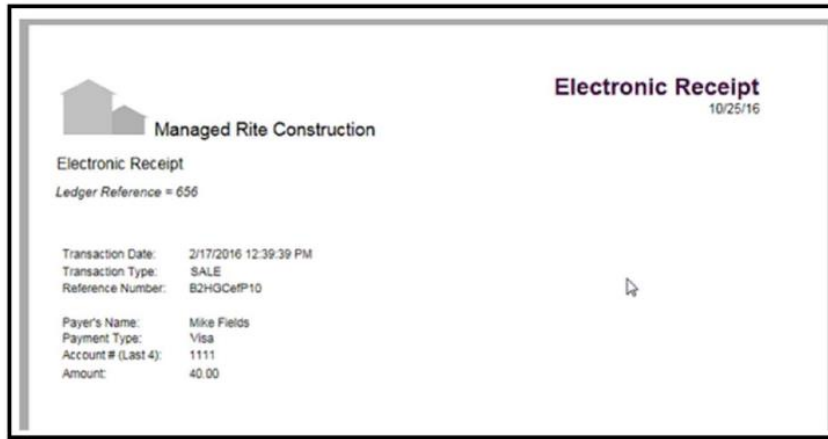 Electronic Receipt
10/25/16
Managed Rite Construction
Electronic Receipt
Ledger Reference = 656
Transaction Date: 2/17/2016 12:39:39 PM
Transaction Type: SALE
Reference Number: B2HGCefP10
Payer's Name: Mike Fields
Payment Type: Visa
Account # (Last 4): 1111
Amount: 40.00